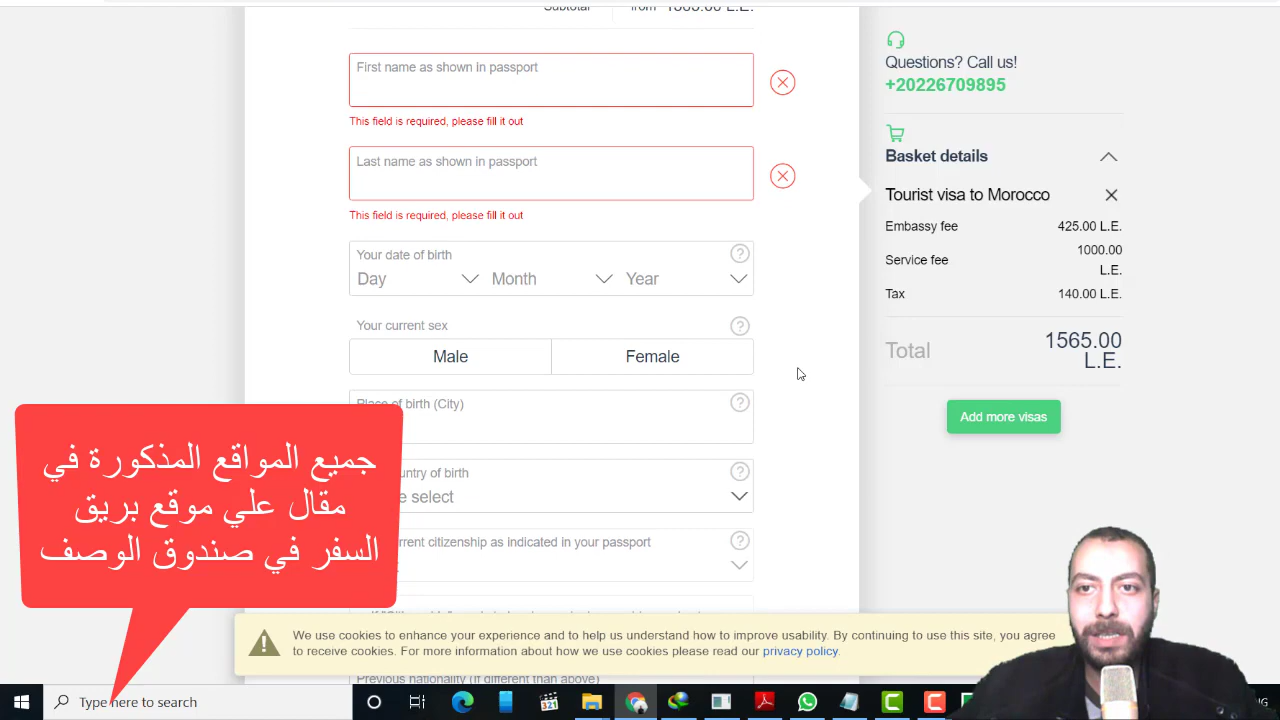 Subtotal from 1565.00 L.E.
First name as shown in passport
This field is required, please fill it out
Last name as shown in passport
This field is required, please fill it out
Your date of birth
Day Month Year
Your current sex
Male Female
Place of birth (City)
untry of birth
select
rrent citizenship as indicated in your passport
Previous nationality (if different than above)
Questions? Call us!
+20226709895
Basket details
Tourist visa to Morocco
Embassy fee 425.00 L.E.
Service fee 1000.00 L.E.
Tax 140.00 L.E.
Total 1565.00 L.E.
Add more visas
جميع المواقع المذكورة في
مقال علي موقع بريق
السفر في صندوق الوصف
We use cookies to enhance your experience and to help us understand how to improve usability. By continuing to use this site, you agree
to receive cookies. For more information about how we use cookies please read our privacy policy.
Type here to search